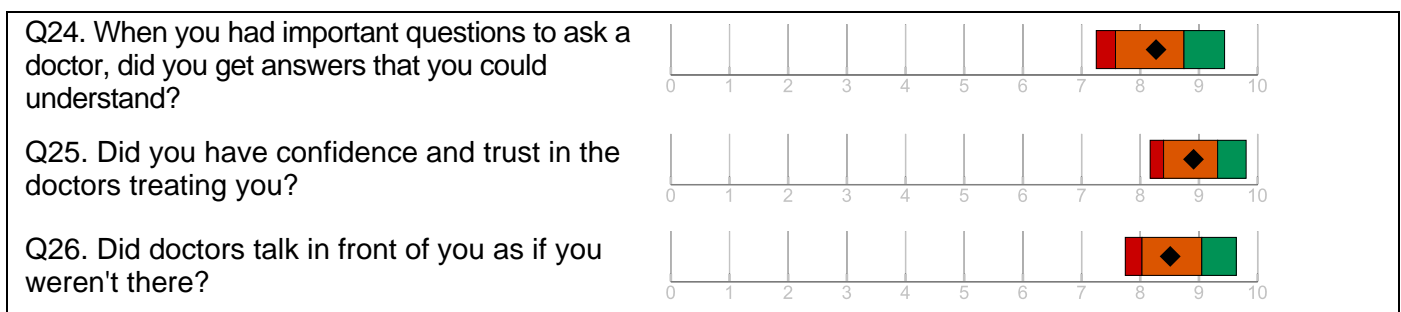 Q24. When you had important questions to ask a
doctor, did you get answers that you could
understand?
0 1 2 3 4 5 6 7 8 9 10
Q25. Did you have confidence and trust in the
doctors treating you?
0 1 2 3 4 5 6 7 8 9 10
Q26. Did doctors talk in front of you as if you
weren't there?
0 1 2 3 4 5 6 7 8 9 10